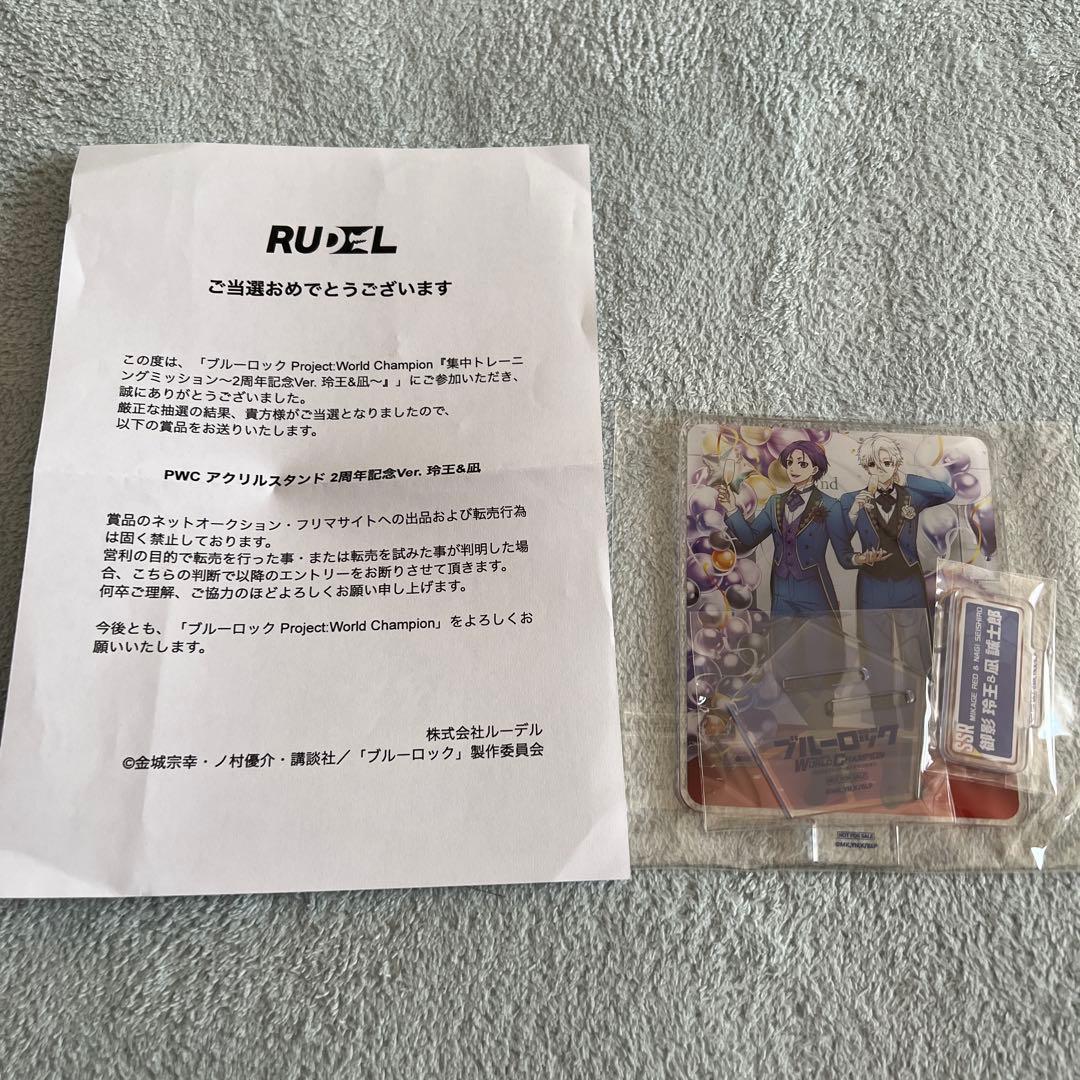 RUDEL
ご当選おめでとうございます
この度は、「ブルーロック Project:World Champion『集中トレーニ
ングミッション〜2周年記念Ver. 玲王&凪〜』」にご参加いただき、
誠にありがとうございました。
厳正な抽選の結果、貴方様がご当選となりましたので、
以下の賞品をお送りいたします。
PWC アクリルスタンド 2周年記念Ver. 玲王&凪
賞品のネットオークション・フリマサイトへの出品および転売行為
は固く禁止しております。
営利の目的で転売を行った事・または転売を試みた事が判明した場
合、こちらの判断で以降のエントリーをお断りさせて頂きます。
何卒ご理解、ご協力のほどよろしくお願い申し上げます。
今後とも、「ブルーロック Project:World Champion」をよろしくお
願いいたします。
株式会社ルーデル
©金城宗幸・ノ村優介・講談社／「ブルーロック」製作委員会
nd
SSR
MIKAGE REO & NAGI SEISHIRO
御影 玲王&凪 誠士郎
ブルーロック
WORLD CHAMPION
NOT FOR SALE
©MK,YN,K/BLP
NOT FOR SALE
©MK,YN,K/BLP